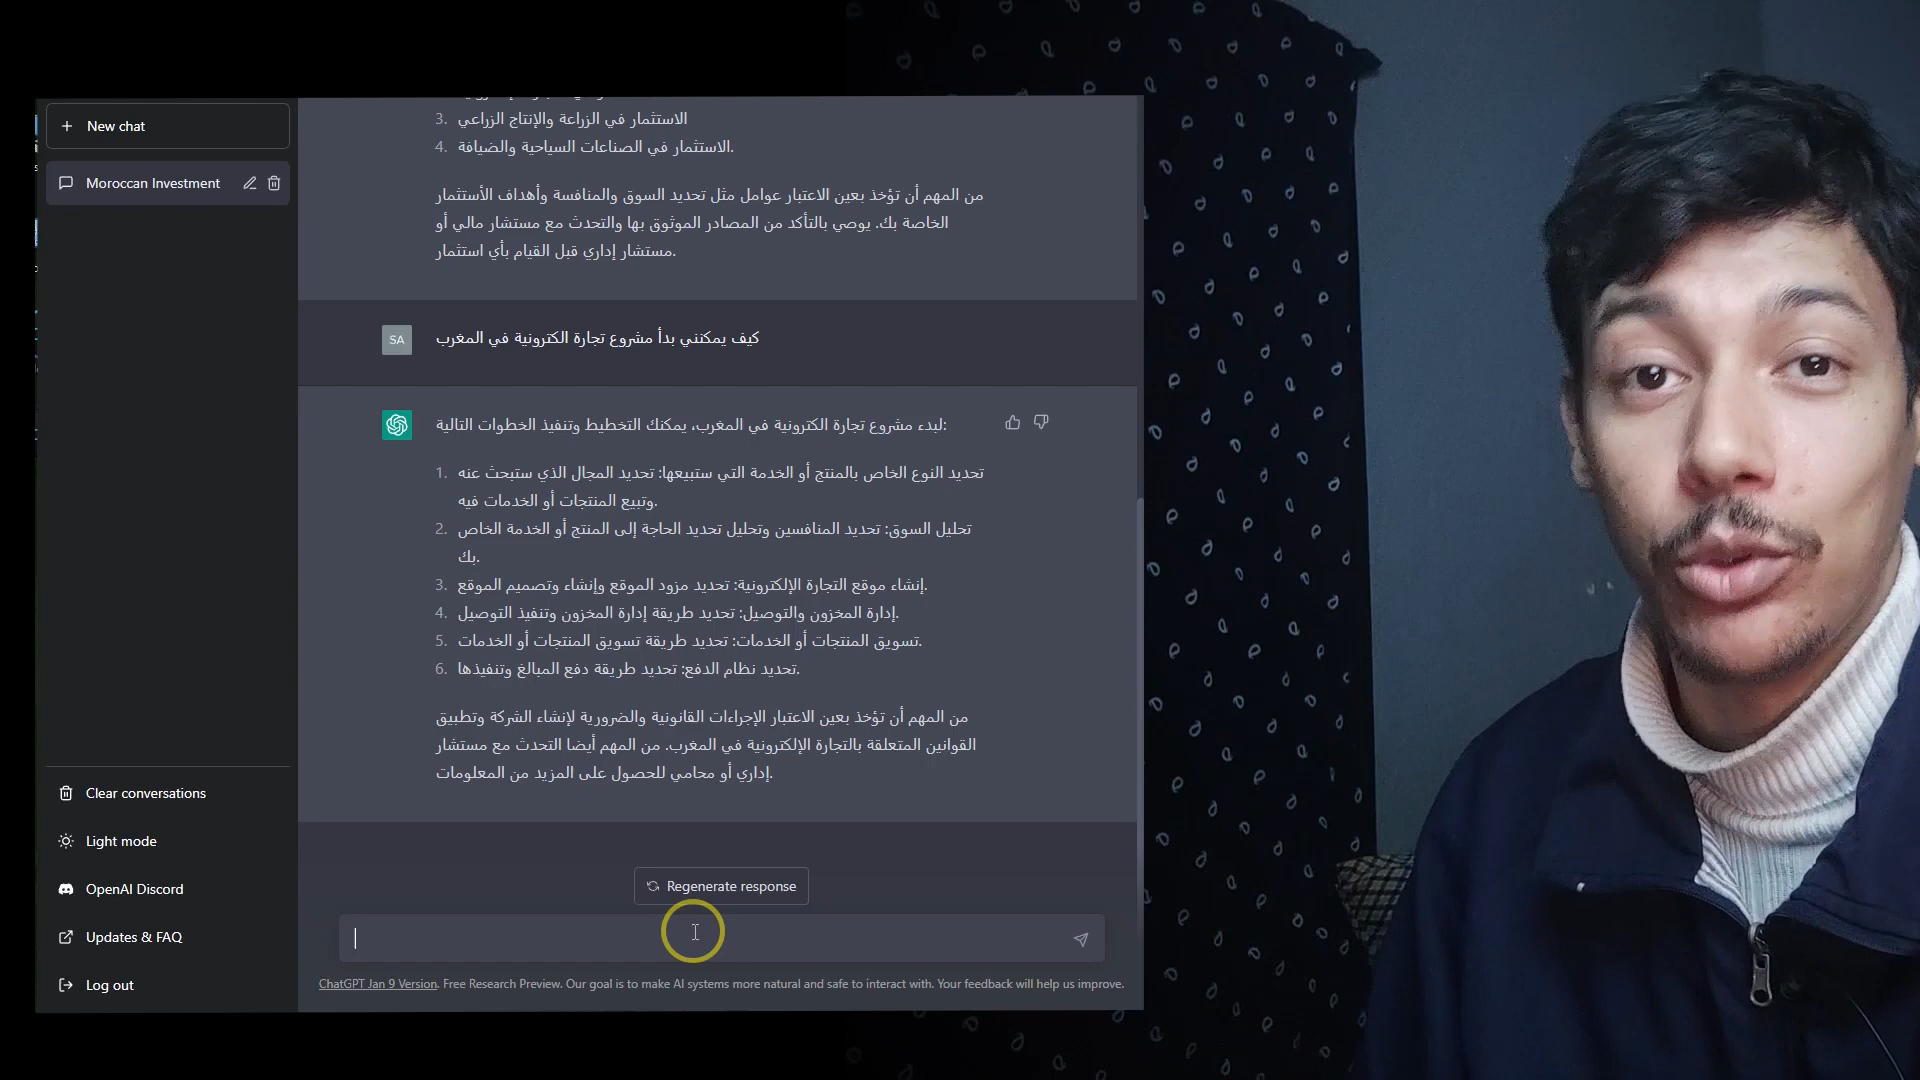 New chat
Moroccan Investment
3. الاستثمار في الزراعة والإنتاج الزراعي
4. الاستثمار في الصناعات السياحية والضيافة.
من المهم أن تؤخذ بعين الاعتبار عوامل مثل تحديد السوق والمنافسة وأهداف الأستثمار
الخاصة بك. يوصي بالتأكد من المصادر الموثوق بها والتحدث مع مستشار مالي أو
مستشار إداري قبل القيام بأي استثمار.
SA
كيف يمكنني بدأ مشروع تجارة الكترونية في المغرب
لبدء مشروع تجارة الكترونية في المغرب، يمكنك التخطيط وتنفيذ الخطوات التالية:
1. تحديد النوع الخاص بالمنتج أو الخدمة التي ستبيعها: تحديد المجال الذي ستبحث عنه
وتبيع المنتجات أو الخدمات فيه.
2. تحليل السوق: تحديد المنافسين وتحليل تحديد الحاجة إلى المنتج أو الخدمة الخاص
بك.
3. إنشاء موقع التجارة الإلكترونية: تحديد مزود الموقع وإنشاء وتصميم الموقع.
4. إدارة المخزون والتوصيل: تحديد طريقة إدارة المخزون وتنفيذ التوصيل.
5. تسويق المنتجات أو الخدمات: تحديد طريقة تسويق المنتجات أو الخدمات.
6. تحديد نظام الدفع: تحديد طريقة دفع المبالغ وتنفيذها.
من المهم أن تؤخذ بعين الاعتبار الإجراءات القانونية والضرورية لإنشاء الشركة وتطبيق
القوانين المتعلقة بالتجارة الإلكترونية في المغرب. من المهم أيضا التحدث مع مستشار
إداري أو محامي للحصول على المزيد من المعلومات.
Clear conversations
Light mode
OpenAI Discord
Updates & FAQ
Log out
Regenerate response
ChatGPT Jan 9 Version. Free Research Preview. Our goal is to make AI systems more natural and safe to interact with. Your feedback will help us improve.